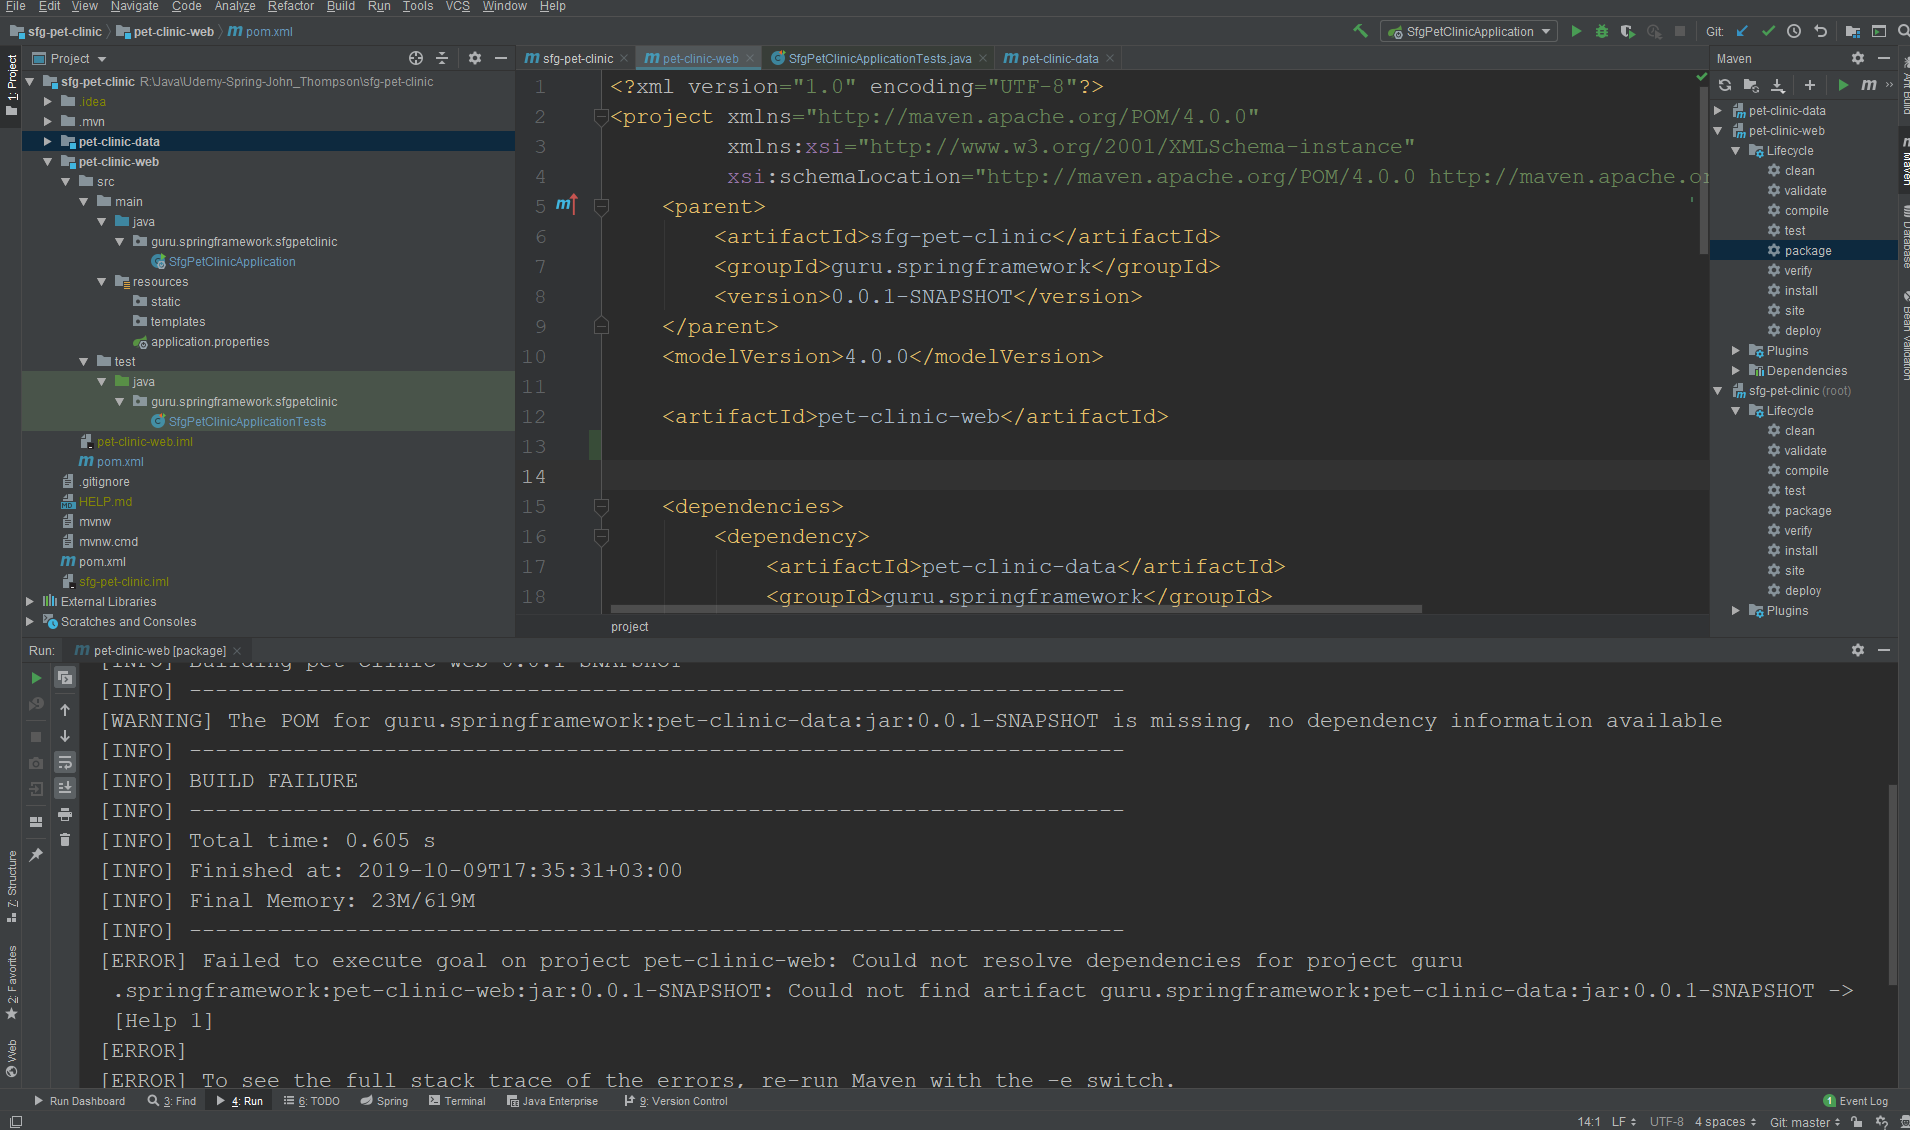 File Edit View Navigate Code Analyze Refactor Build Run Tools VCS Window Help
sfg-pet-clinic pet-clinic-web pom.xml
SfgPetClinicApplication
Git:
Project
sfg-pet-clinic pet-clinic-web SfgPetClinicApplicationTests.java pet-clinic-data
Maven
1: Project
sfg-pet-clinic R:\Java\Udemy-Spring-John_Thompson\sfg-pet-clinic
.idea
.mvn
pet-clinic-data
pet-clinic-web
src
main
java
guru.springframework.sfgpetclinic
SfgPetClinicApplication
resources
static
templates
application.properties
test
java
guru.springframework.sfgpetclinic
SfgPetClinicApplicationTests
pet-clinic-web.iml
pom.xml
.gitignore
HELP.md
mvnw
mvnw.cmd
pom.xml
sfg-pet-clinic.iml
External Libraries
Scratches and Consoles
1 <?xml version="1.0" encoding="UTF-8"?>
2 <project xmlns="http://maven.apache.org/POM/4.0.0"
3 xmlns:xsi="http://www.w3.org/2001/XMLSchema-instance"
4 xsi:schemaLocation="http://maven.apache.org/POM/4.0.0 http://maven.apache.or
5 <parent>
6 <artifactId>sfg-pet-clinic</artifactId>
7 <groupId>guru.springframework</groupId>
8 <version>0.0.1-SNAPSHOT</version>
9 </parent>
10 <modelVersion>4.0.0</modelVersion>
11
12 <artifactId>pet-clinic-web</artifactId>
13
14
15 <dependencies>
16 <dependency>
17 <artifactId>pet-clinic-data</artifactId>
18 <groupId>guru.springframework</groupId>
project
pet-clinic-data
pet-clinic-web
Lifecycle
clean
validate
compile
test
package
verify
install
site
deploy
Plugins
Dependencies
sfg-pet-clinic (root)
Lifecycle
clean
validate
compile
test
package
verify
install
site
deploy
Plugins
Ant Build
Maven
Database
Bean Validation
Run: pet-clinic-web [package]
[INFO] Building pet-clinic-web 0.0.1-SNAPSHOT
[INFO] ------------------------------------------------------------------------
[WARNING] The POM for guru.springframework:pet-clinic-data:jar:0.0.1-SNAPSHOT is missing, no dependency information available
[INFO] ------------------------------------------------------------------------
[INFO] BUILD FAILURE
[INFO] ------------------------------------------------------------------------
[INFO] Total time: 0.605 s
[INFO] Finished at: 2019-10-09T17:35:31+03:00
[INFO] Final Memory: 23M/619M
[INFO] ------------------------------------------------------------------------
[ERROR] Failed to execute goal on project pet-clinic-web: Could not resolve dependencies for project guru
.springframework:pet-clinic-web:jar:0.0.1-SNAPSHOT: Could not find artifact guru.springframework:pet-clinic-data:jar:0.0.1-SNAPSHOT ->
[Help 1]
[ERROR]
[ERROR] To see the full stack trace of the errors, re-run Maven with the -e switch.
7: Structure
2: Favorites
Web
Run Dashboard 3: Find 4: Run 6: TODO Spring Terminal Java Enterprise 9: Version Control
1 Event Log
14:1 LF UTF-8 4 spaces Git: master